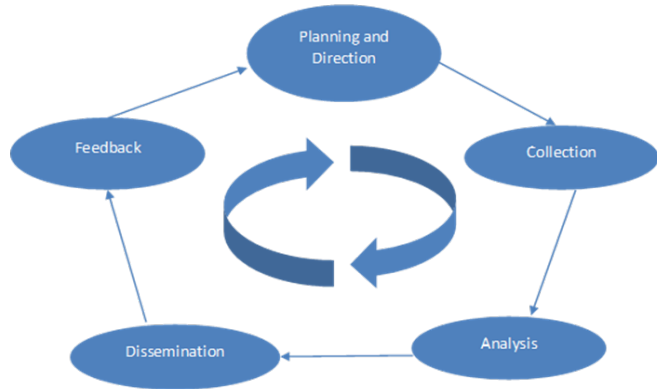 Planning and
Direction
Collection
Analysis
Dissemination
Feedback